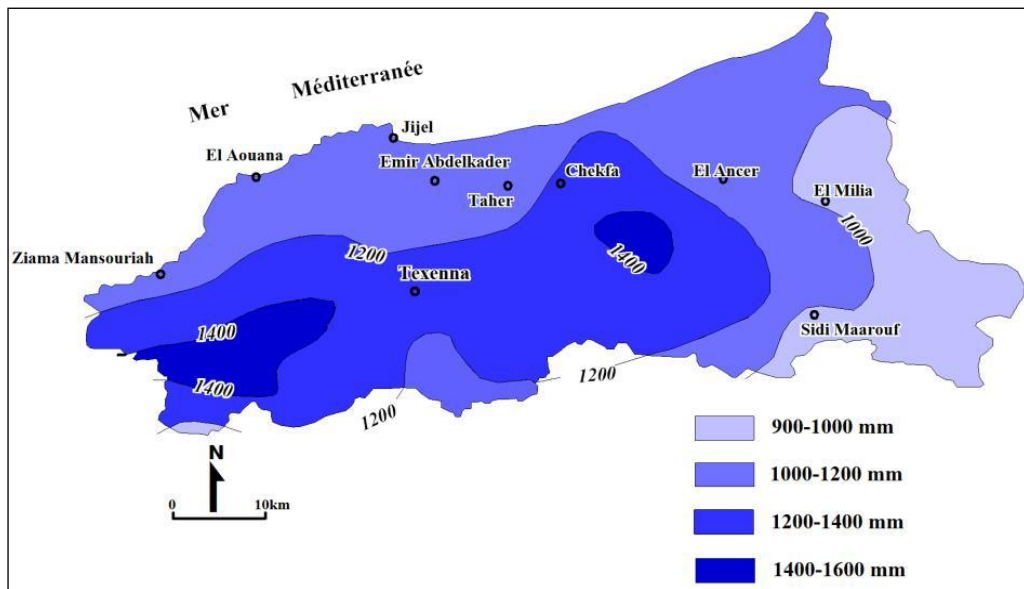 Mer Méditerranée
Jijel
El Aouana
Emir Abdelkader
Taher
Chekfa
El Ancer
El Milia
Ziama Mansouriah
1200
Texenna
1400
1000
1400
Sidi Maarouf
1400
1200
1200
N
0 10km
900-1000 mm
1000-1200 mm
1200-1400 mm
1400-1600 mm